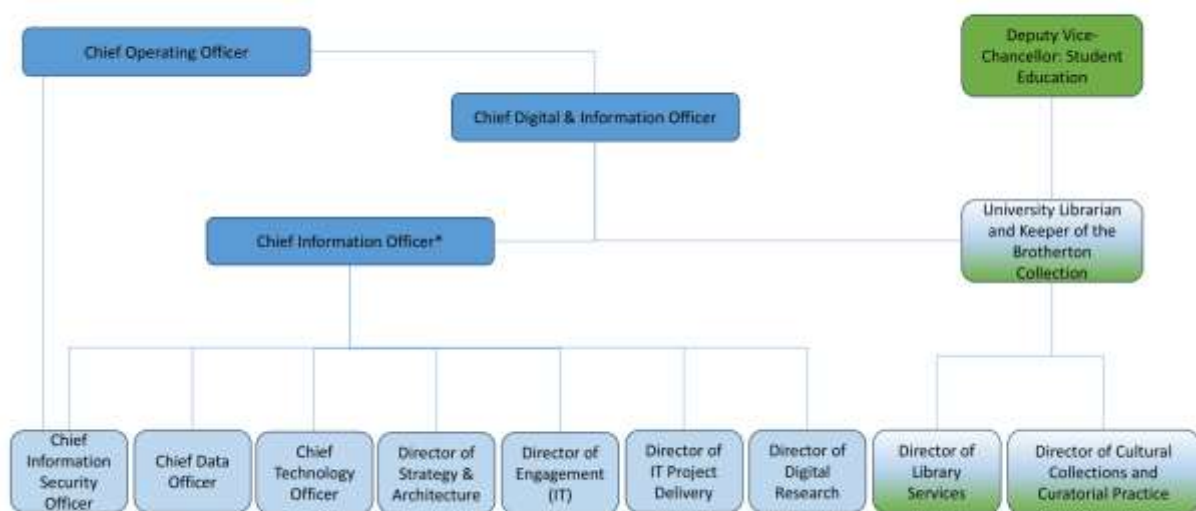 Chief Operating Officer
Deputy Vice-
Chancellor: Student
Education
Chief Digital & Information Officer
Chief Information Officer*
University Librarian
and Keeper of the
Brotherton
Collection
Chief
Information
Security
Officer
Chief Data
Officer
Chief
Technology
Officer
Director of
Strategy &
Architecture
Director of
Engagement
(IT)
Director of
IT Project
Delivery
Director of
Digital
Research
Director of
Library
Services
Director of Cultural
Collections and
Curatorial Practice